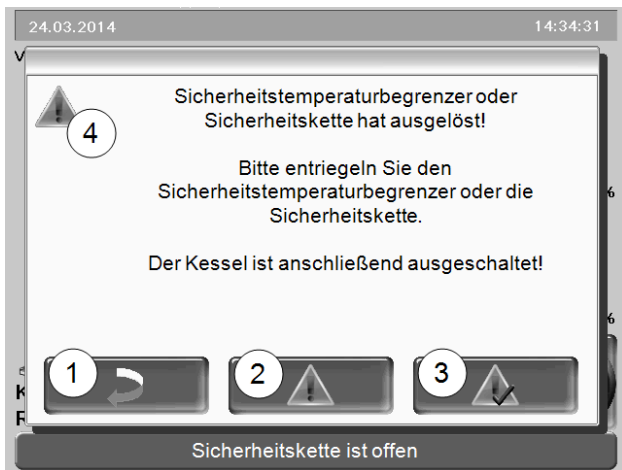 24.03.2014 14:34:31
V
Sicherheitstemperaturbegrenzer oder
Sicherheitskette hat ausgelöst!
4
Bitte entriegeln Sie den
Sicherheitstemperaturbegrenzer oder die
Sicherheitskette.
%
Der Kessel ist anschließend ausgeschaltet!
%
1
2
3
K
R
Sicherheitskette ist offen